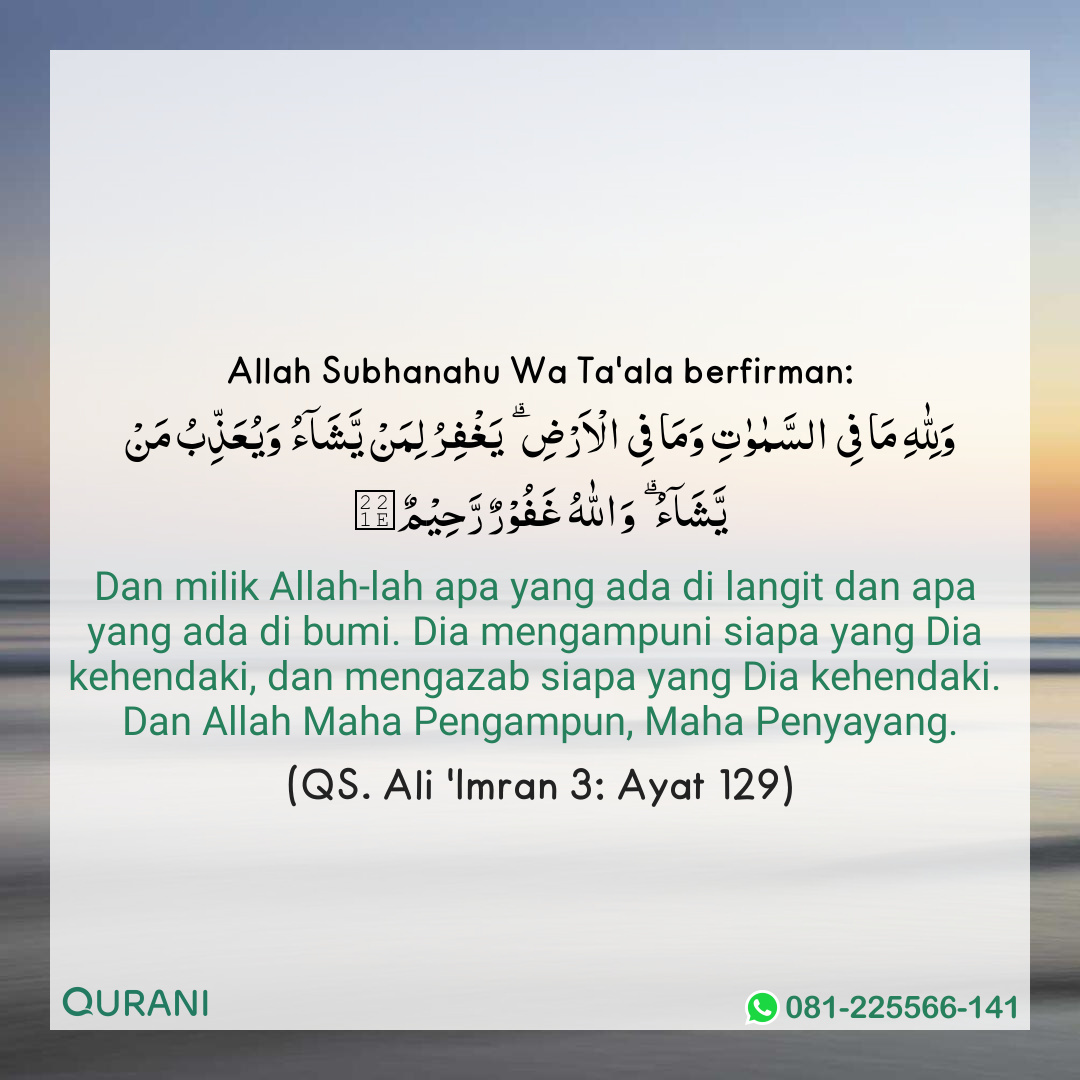 Allah Subhanahu Wa Ta'ala berfirman:
وَلِلّٰهِ مَا فِى السَّمٰوٰتِ وَمَا فِى الْاَرْضِ ۗ يَغْفِرُ لِمَنْ يَّشَآءُ وَيُعَذِّبُ مَنْ
يَّشَآءُ ۗ وَاللّٰهُ غَفُوْرٌ رَّحِيْمٌ
Dan milik Allah-lah apa yang ada di langit dan apa
yang ada di bumi. Dia mengampuni siapa yang Dia
kehendaki, dan mengazab siapa yang Dia kehendaki.
Dan Allah Maha Pengampun, Maha Penyayang.
(QS. Ali 'Imran 3: Ayat 129)
QURANI
081-225566-141